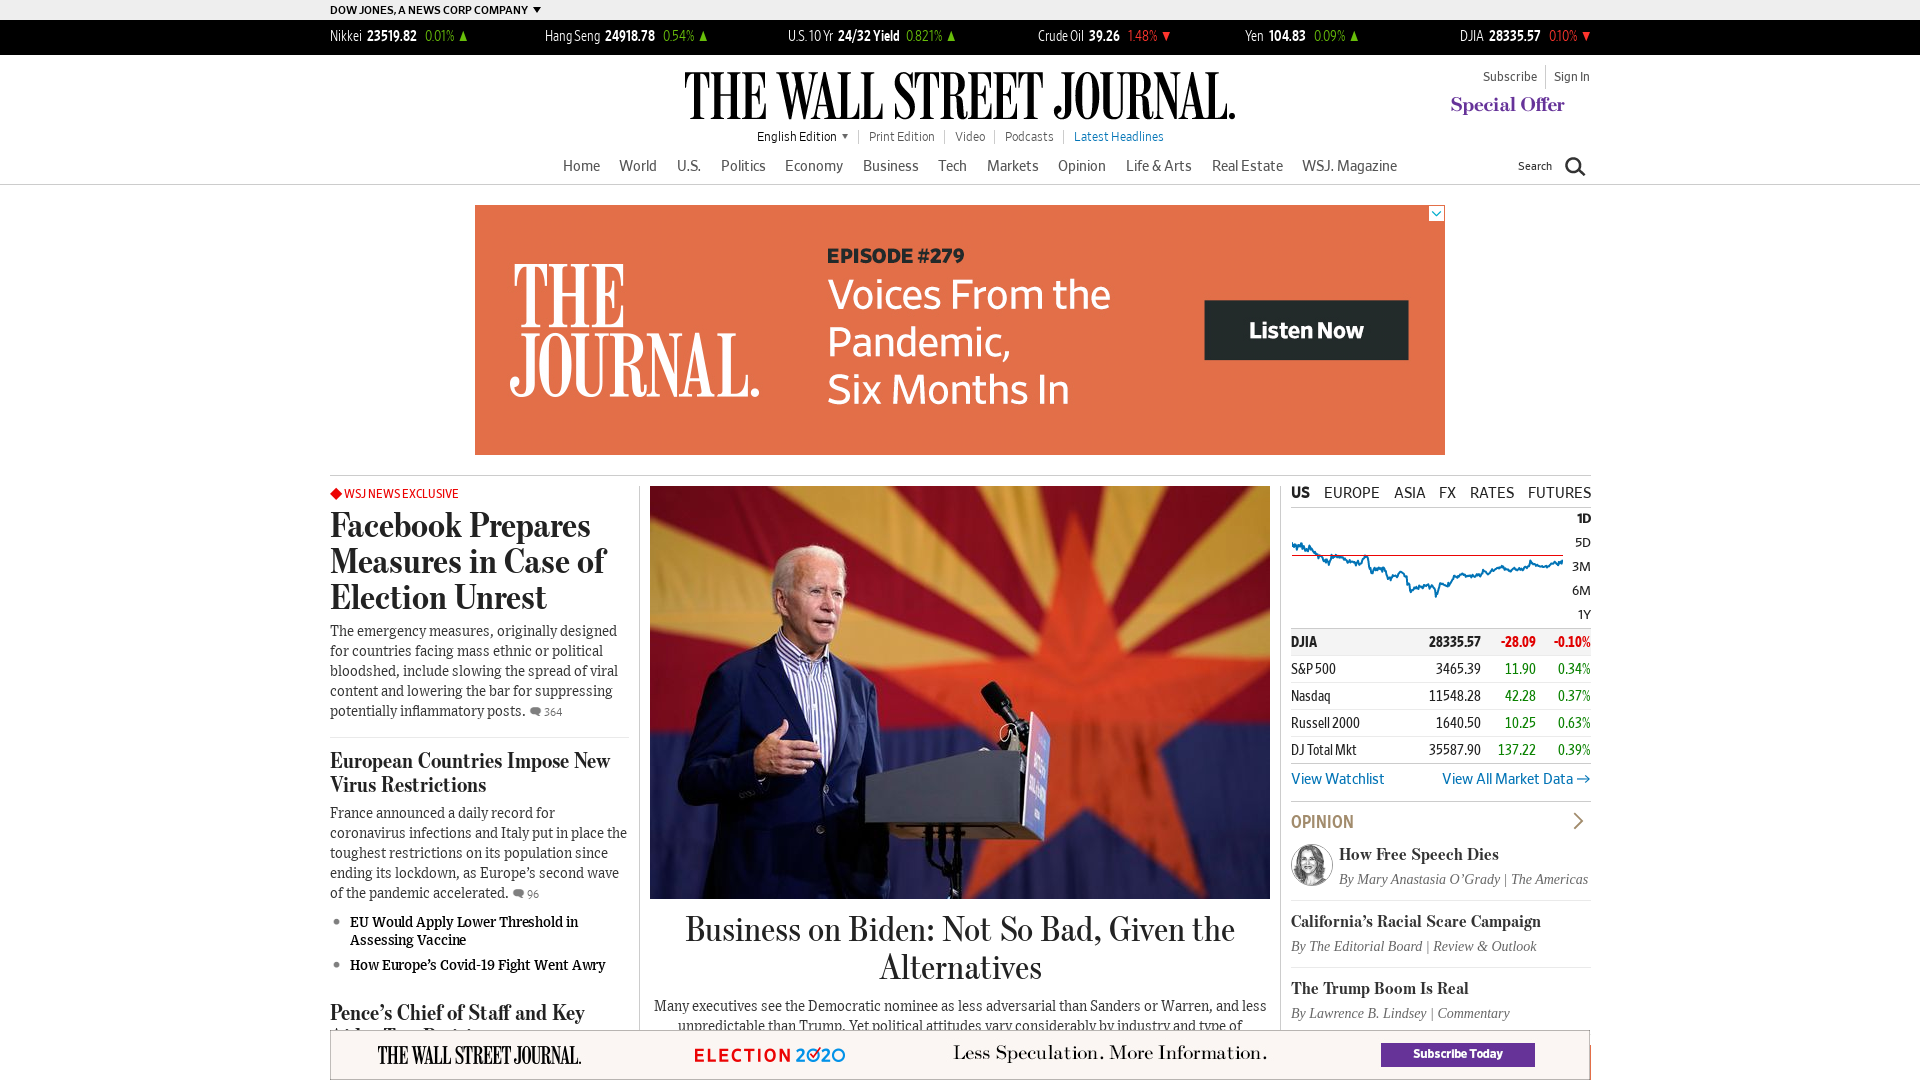 DOW JONES, A NEWS CORP COMPANY
Nikkei 23519.82 0.01% ▲ Hang Seng 24918.78 0.54% ▲ U.S. 10 Yr 24/32 Yield 0.821% ▲ Crude Oil 39.26 1.48% ▼ Yen 104.83 0.09% ▲ DJIA 28335.57 0.10% ▼
THE WALL STREET JOURNAL.
Subscribe Sign In
Special Offer
English Edition Print Edition Video Podcasts Latest Headlines
Home World U.S. Politics Economy Business Tech Markets Opinion Life & Arts Real Estate WSJ. Magazine
Search
THE
JOURNAL.
EPISODE #279
Voices From the
Pandemic,
Six Months In
Listen Now
WSJ NEWS EXCLUSIVE
Facebook Prepares
Measures in Case of
Election Unrest
The emergency measures, originally designed
for countries facing mass ethnic or political
bloodshed, include slowing the spread of viral
content and lowering the bar for suppressing
potentially inflammatory posts. 364
European Countries Impose New
Virus Restrictions
France announced a daily record for
coronavirus infections and Italy put in place the
toughest restrictions on its population since
ending its lockdown, as Europe’s second wave
of the pandemic accelerated. 96
EU Would Apply Lower Threshold in
Assessing Vaccine
How Europe’s Covid-19 Fight Went Awry
Pence’s Chief of Staff and Key
Business on Biden: Not So Bad, Given the
Alternatives
Many executives see the Democratic nominee as less adversarial than Sanders or Warren, and less
unpredictable than Trump. Yet political attitudes vary considerably by industry and type of
US EUROPE ASIA FX RATES FUTURES
1D
5D
3M
6M
1Y
DJIA 28335.57 -28.09 -0.10%
S&P 500 3465.39 11.90 0.34%
Nasdaq 11548.28 42.28 0.37%
Russell 2000 1640.50 10.25 0.63%
DJ Total Mkt 35587.90 137.22 0.39%
View Watchlist View All Market Data →
OPINION
How Free Speech Dies
By Mary Anastasia O’Grady | The Americas
California’s Racial Scare Campaign
By The Editorial Board | Review & Outlook
The Trump Boom Is Real
By Lawrence B. Lindsey | Commentary
THE WALL STREET JOURNAL.
ELECTION 2020
Less Speculation. More Information.
Subscribe Today